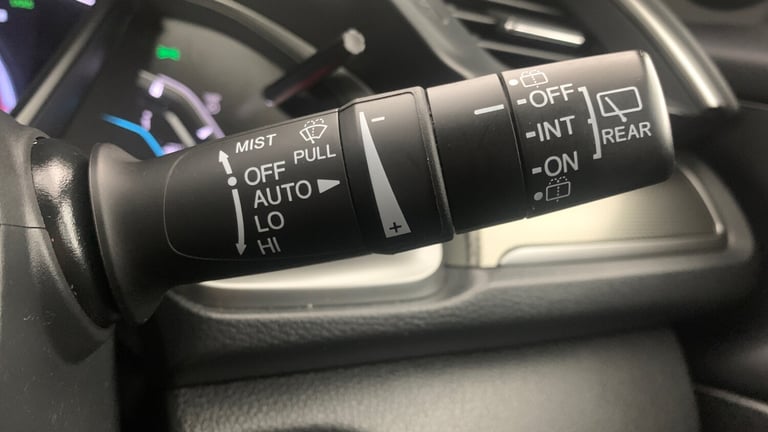 MIST
PULL
OFF
AUTO
LO
HI
-
+
-OFF
-INT
-ON
REAR